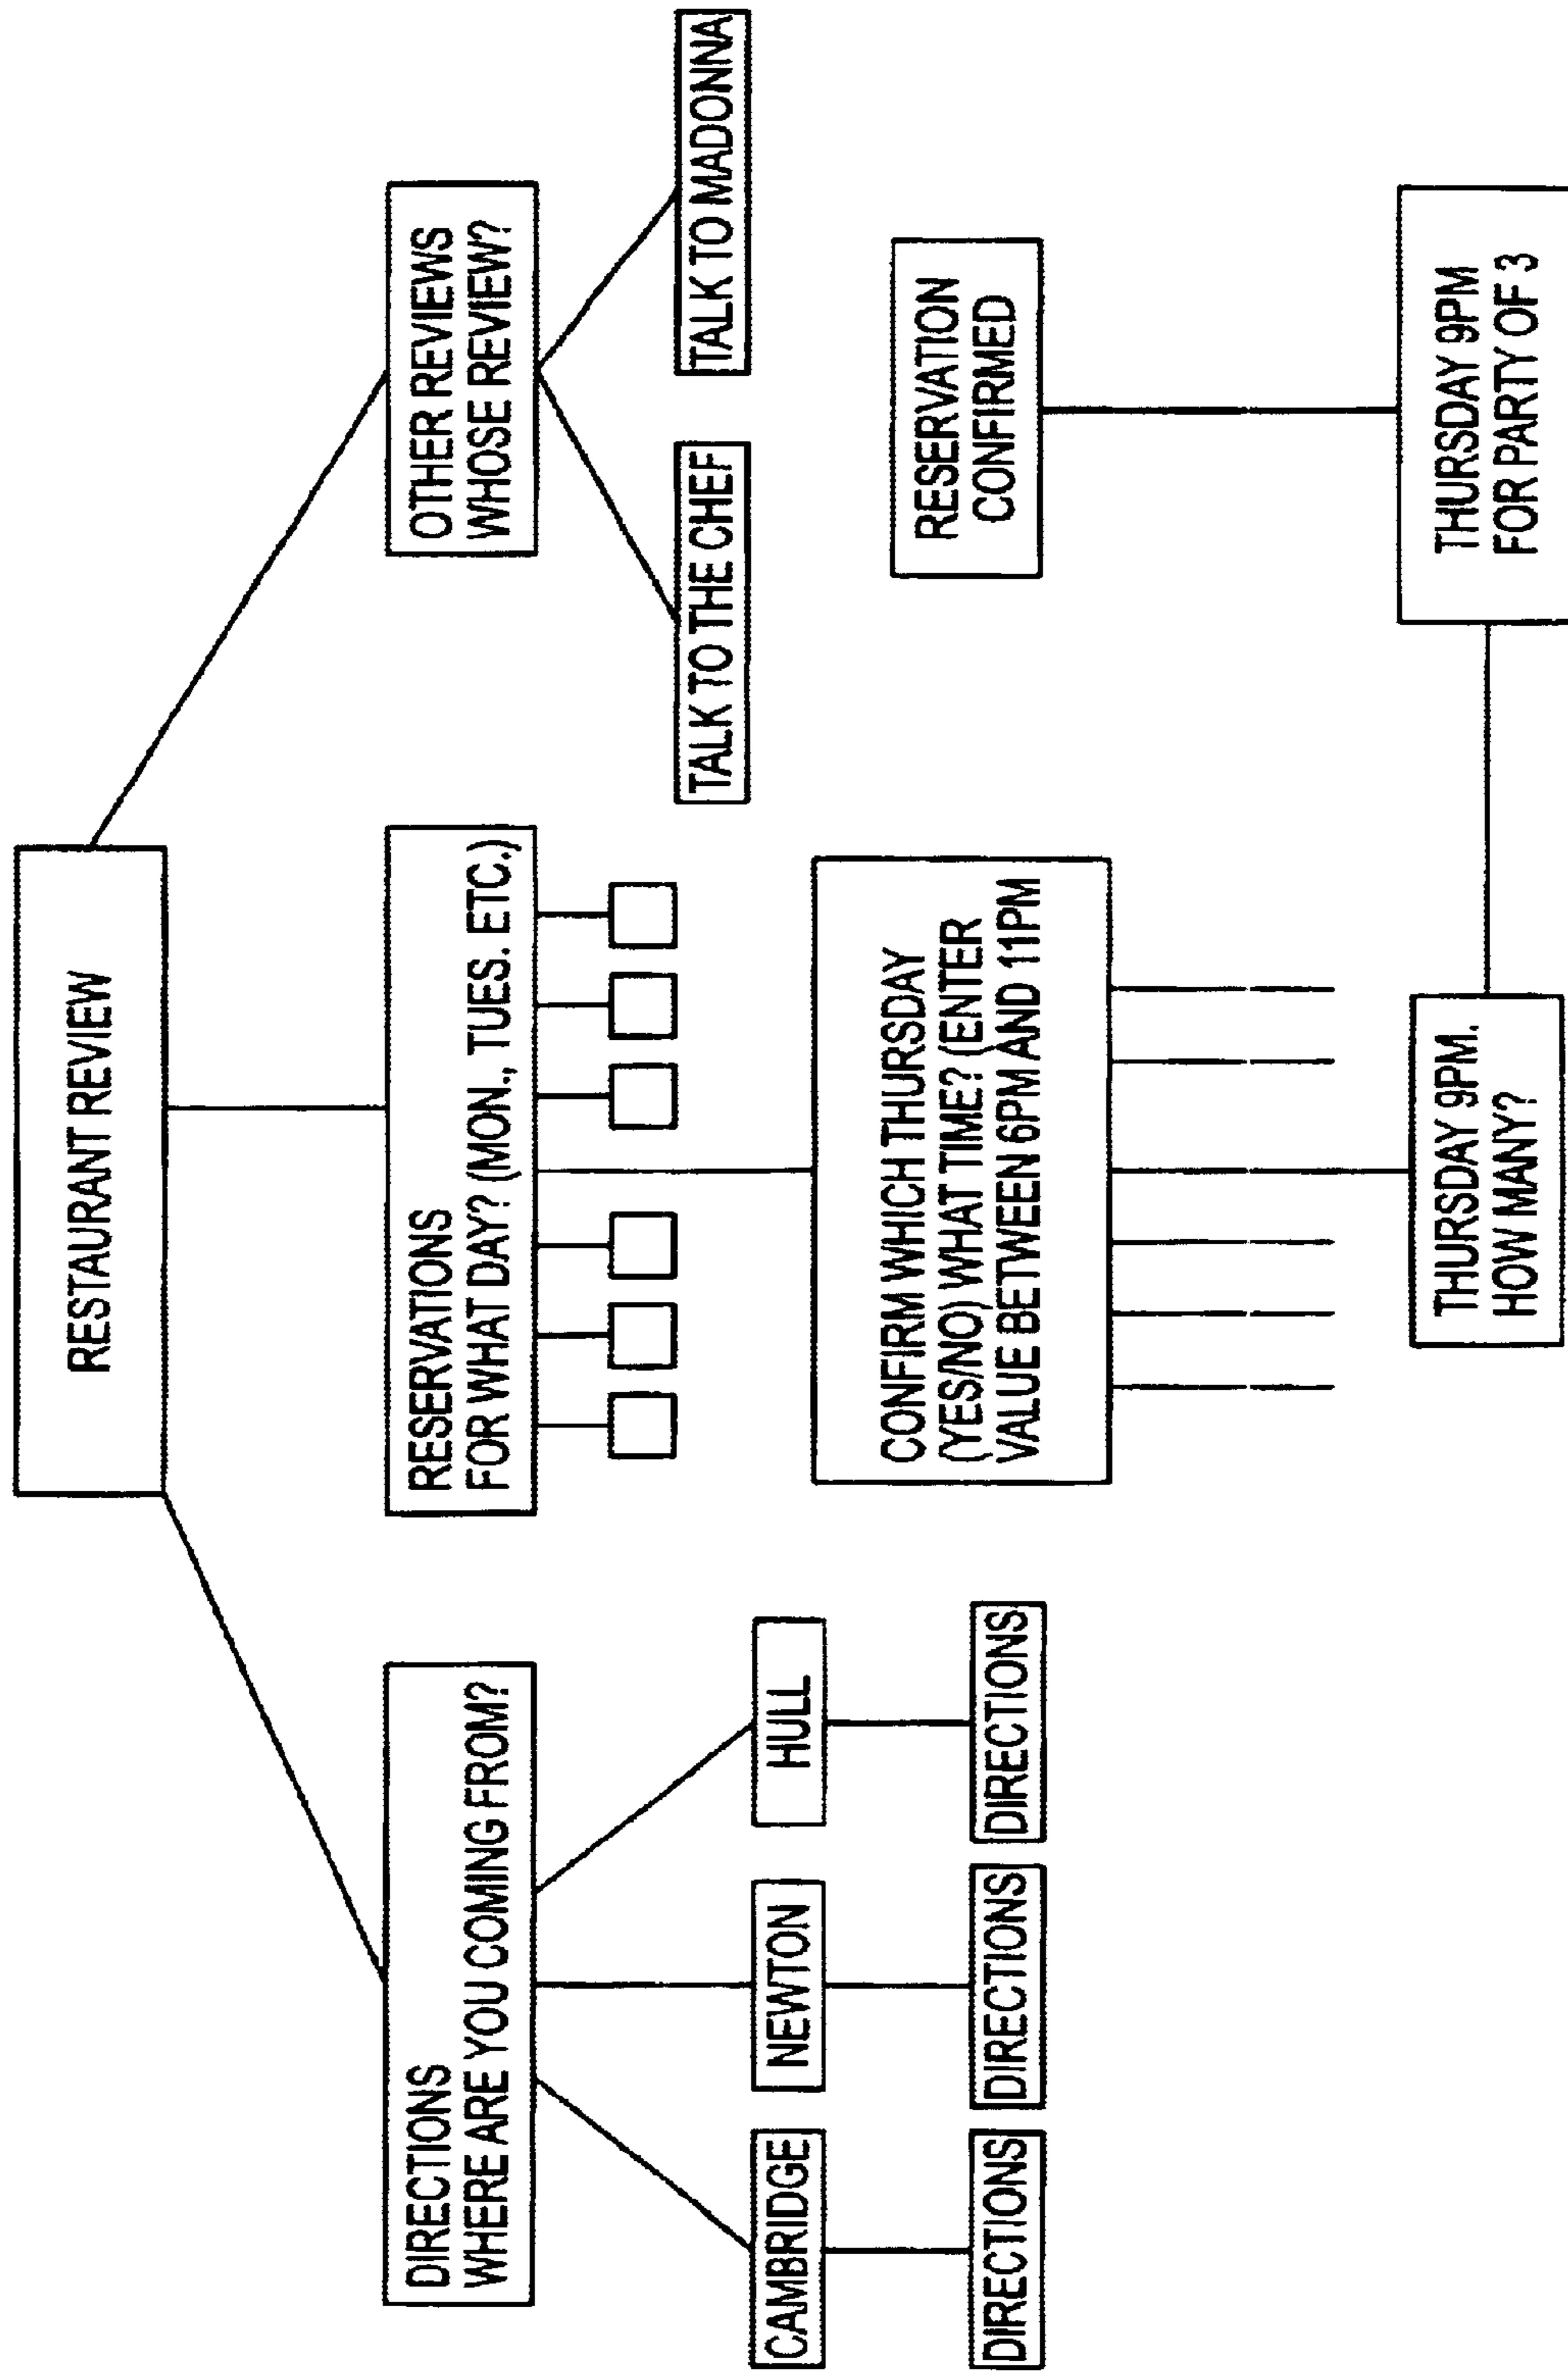 RESTAURANT REVIEW
DIRECTIONS
WHERE ARE YOU COMING FROM?
RESERVATIONS
FOR WHAT DAY? (MON., TUES. ETC.)
OTHER REVIEWS
WHOSE REVIEW?
TALK TO THE CHEF
TALK TO MADONNA
CAMBRIDGE
NEWTON
HULL
DIRECTIONS
DIRECTIONS
DIRECTIONS
CONFIRM WHICH THURSDAY
(YES/NO) WHAT TIME? (ENTER
VALUE BETWEEN 6PM AND 11PM
RESERVATION
CONFIRMED
THURSDAY 9PM.
HOW MANY?
THURSDAY 9PM
FOR PARTY OF 3